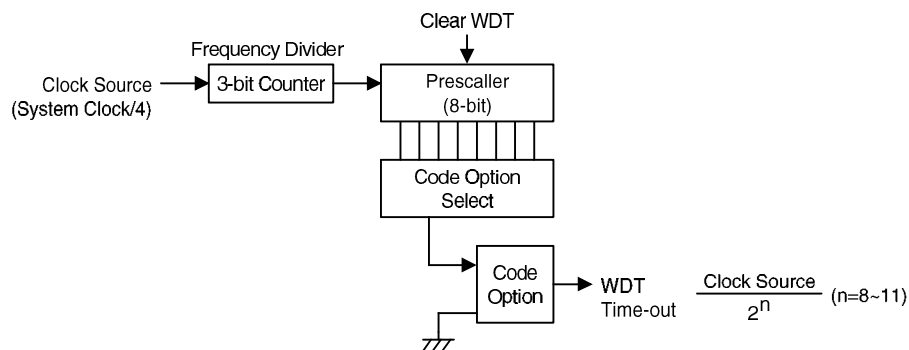 Clear WDT
Frequency Divider
Clock Source
(System Clock/4)
3-bit Counter
Prescaller
(8-bit)
Code Option
Select
Code
Option
WDT
Time-out
Clock Source
2^n
(n=8~11)